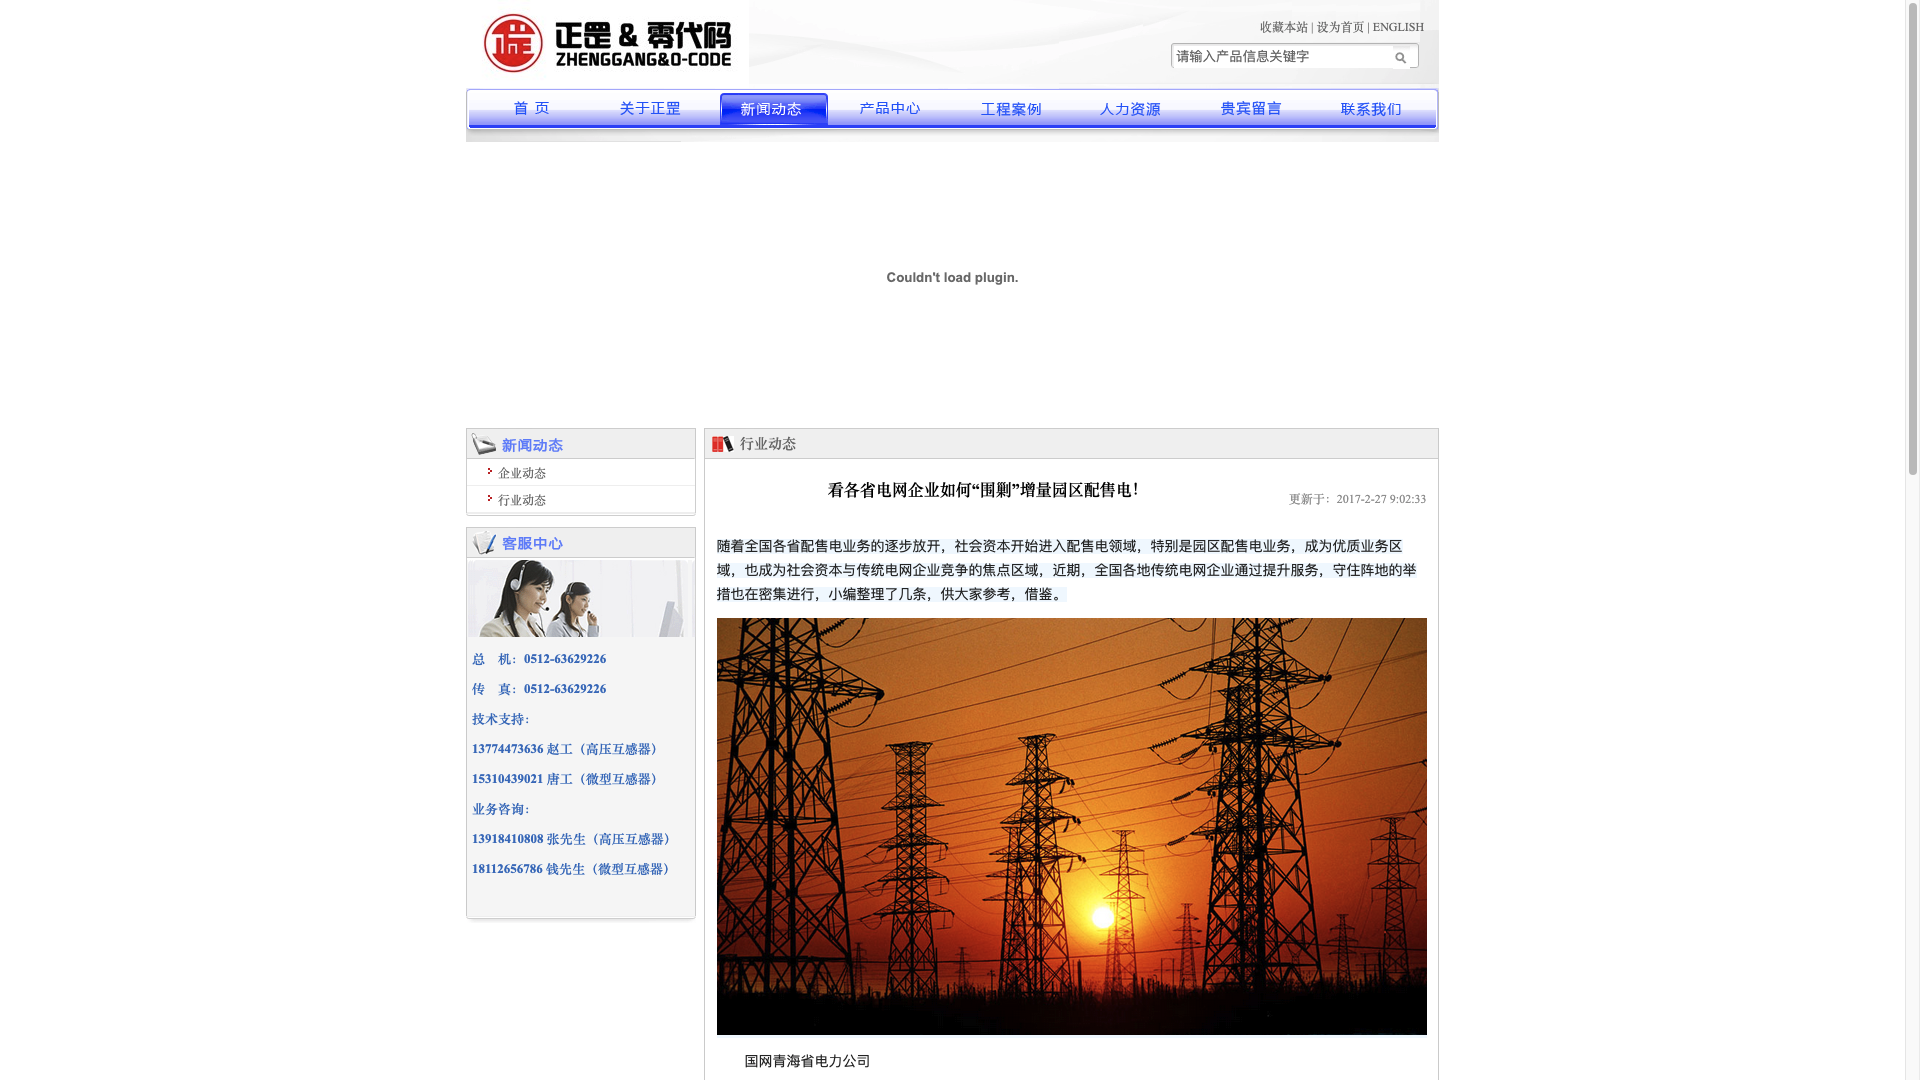 正罡 & 零代码
ZHENGGANG&0-CODE
收藏本站 | 设为首页 | ENGLISH
请输入产品信息关键字
首 页
关于正罡
新闻动态
产品中心
工程案例
人力资源
贵宾留言
联系我们
Couldn't load plugin.
新闻动态
企业动态
行业动态
客服中心
总 机：0512-63629226
传 真：0512-63629226
技术支持：
13774473636 赵工（高压互感器）
15310439021 唐工（微型互感器）
业务咨询：
13918410808 张先生（高压互感器）
18112656786 钱先生（微型互感器）
行业动态
看各省电网企业如何“围剿”增量园区配售电！
更新于：2017-2-27 9:02:33
随着全国各省配售电业务的逐步放开，社会资本开始进入配售电领域，特别是园区配售电业务，成为优质业务区
域，也成为社会资本与传统电网企业竞争的焦点区域，近期，全国各地传统电网企业通过提升服务，守住阵地的举
措也在密集进行，小编整理了几条，供大家参考，借鉴。
国网青海省电力公司